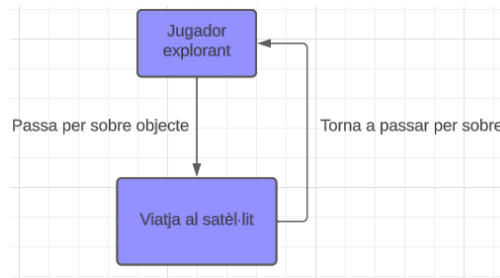 Jugador
explorant
Passa per sobre objecte
Torna a passar per sobre
Viatja al satèl·lit